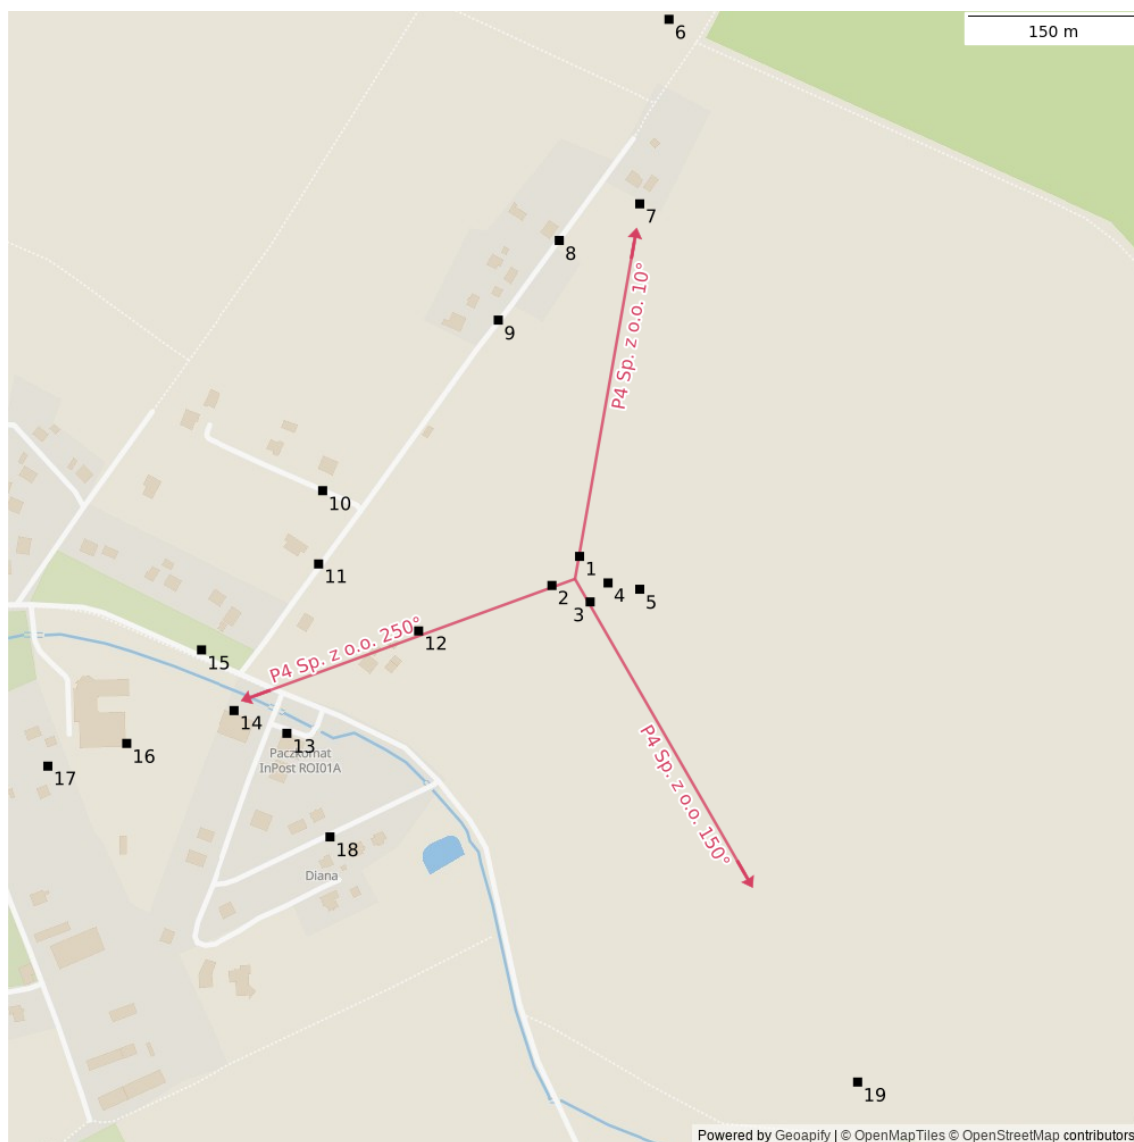 150 m
6
7
8
P4 Sp. z o.o. 10°
9
10
11
1
2
4
5
3
12
P4 Sp. z o.o. 250°
15
14
13
Paczkomat
InPost ROI01A
16
17
P4 Sp. z o.o. 150°
18
Diana
19
Powered by Geoapify | © OpenMapTiles © OpenStreetMap contributors